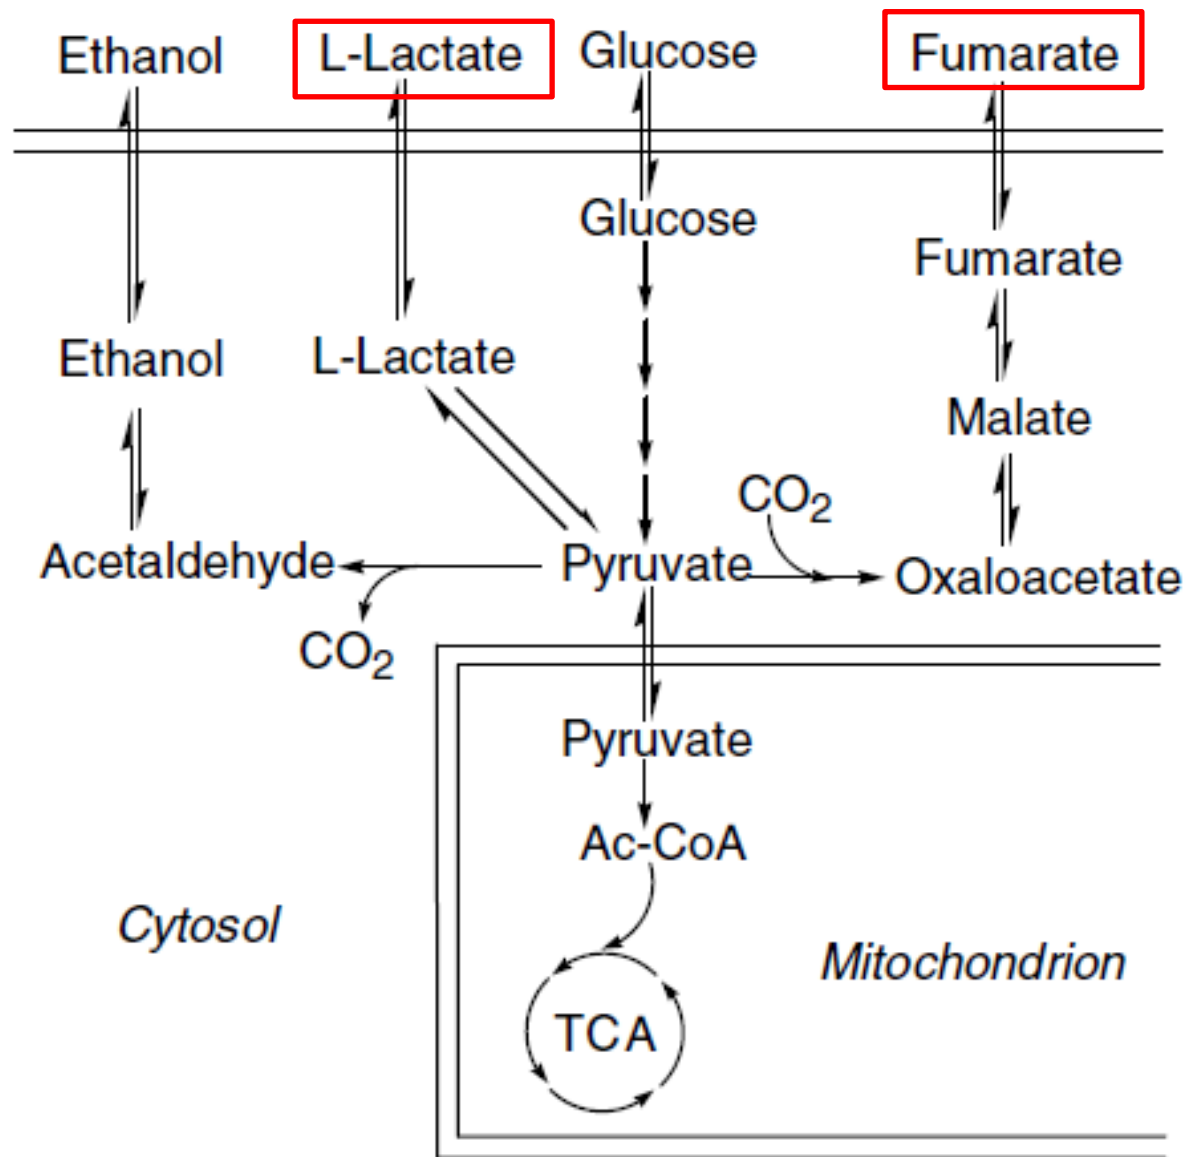 Ethanol
L-Lactate
Glucose
Fumarate
Glucose
Fumarate
Ethanol
L-Lactate
Malate
CO2
Acetaldehyde
Pyruvate
Oxaloacetate
CO2
Pyruvate
Ac-CoA
Cytosol
Mitochondrion
TCA